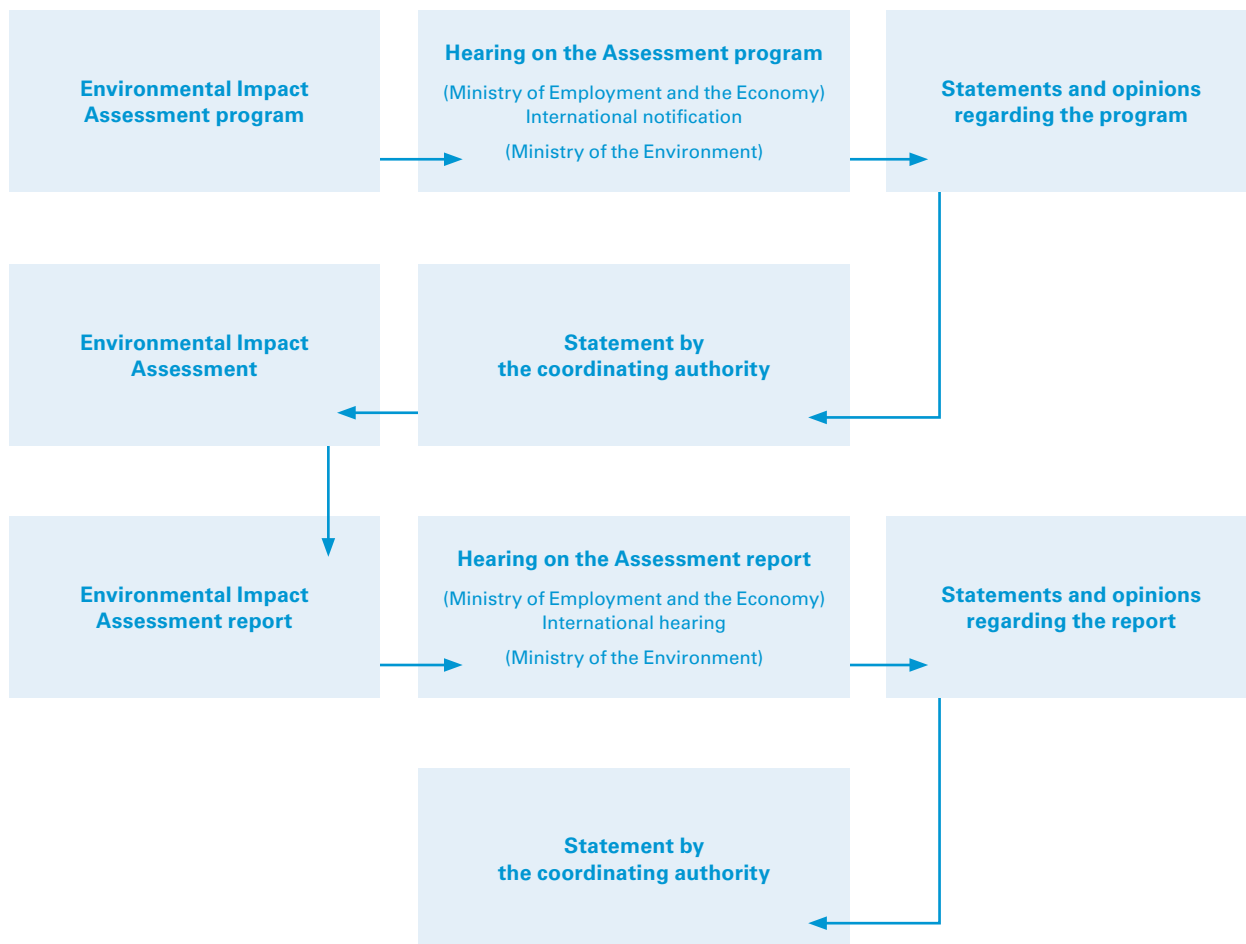 Environmental Impact
Assessment program
Hearing on the Assessment program
(Ministry of Employment and the Economy)
International notification
(Ministry of the Environment)
Statements and opinions
regarding the program
Environmental Impact
Assessment
Statement by
the coordinating authority
Environmental Impact
Assessment report
Hearing on the Assessment report
(Ministry of Employment and the Economy)
International hearing
(Ministry of the Environment)
Statements and opinions
regarding the report
Statement by
the coordinating authority